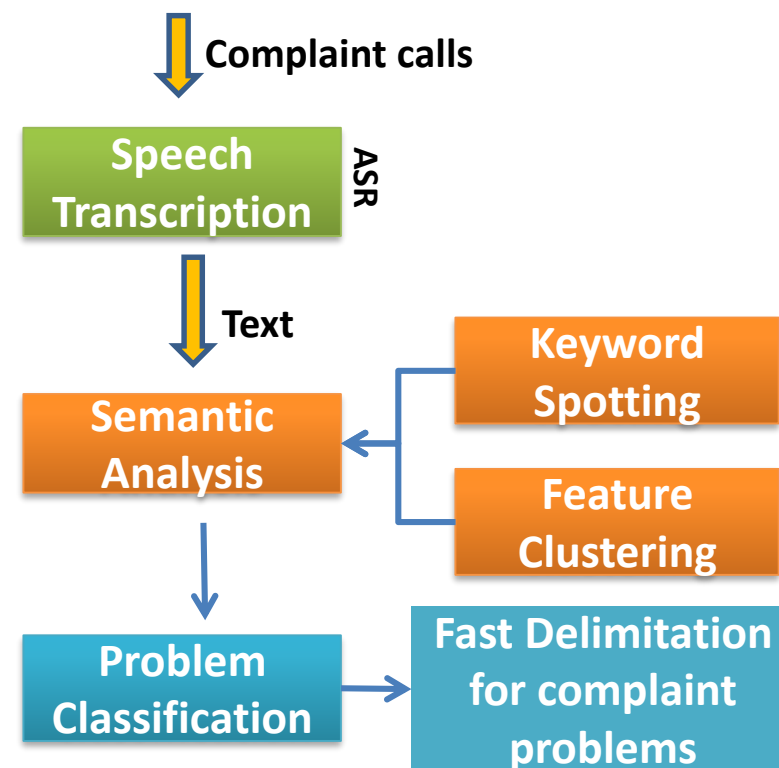 Complaint calls
Speech
Transcription
ASR
Text
Keyword
Spotting
Semantic
Analysis
Feature
Clustering
Problem
Classification
Fast Delimitation
for complaint
problems